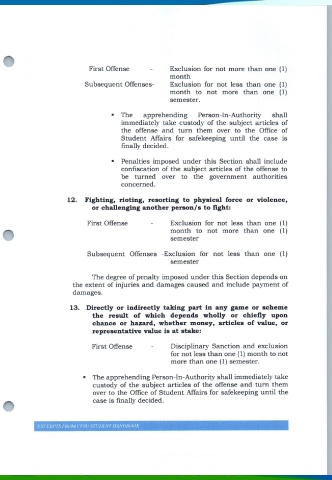 First Offense - Exclusion for not more than one (1)
month
Subsequent Offenses- Exclusion for not less than one (1)
month to not more than one (1)
semester.
• The apprehending Person-In-Authority shall
immediately take custody of the subject articles of
the offense and turn them over to the Office of
Student Affairs for safekeeping until the case is
finally decided.
• Penalties imposed under this Section shall include
confiscation of the subject articles of the offense to
be turned over to the government authorities
concerned.
12. Fighting, rioting, resorting to physical force or violence,
or challenging another person/s to fight:
First Offense - Exclusion for not less than one (1)
month to not more than one (1)
semester
Subsequent Offenses -Exclusion for not less than one (1)
semester
The degree of penalty imposed under this Section depends on
the extent of injuries and damages caused and include payment of
damages.
13. Directly or indirectly taking part in any game or scheme
the result of which depends wholly or chiefly upon
chance or hazard, whether money, articles of value, or
representative value is at stake:
First Offense - Disciplinary Sanction and exclusion
for not less than one (1) month to not
more than one (1) semester.
• The apprehending Person-In-Authority shall immediately take
custody of the subject articles of the offense and turn them
over to the Office of Student Affairs for safekeeping until the
case is finally decided.
STUDENT HANDBOOK